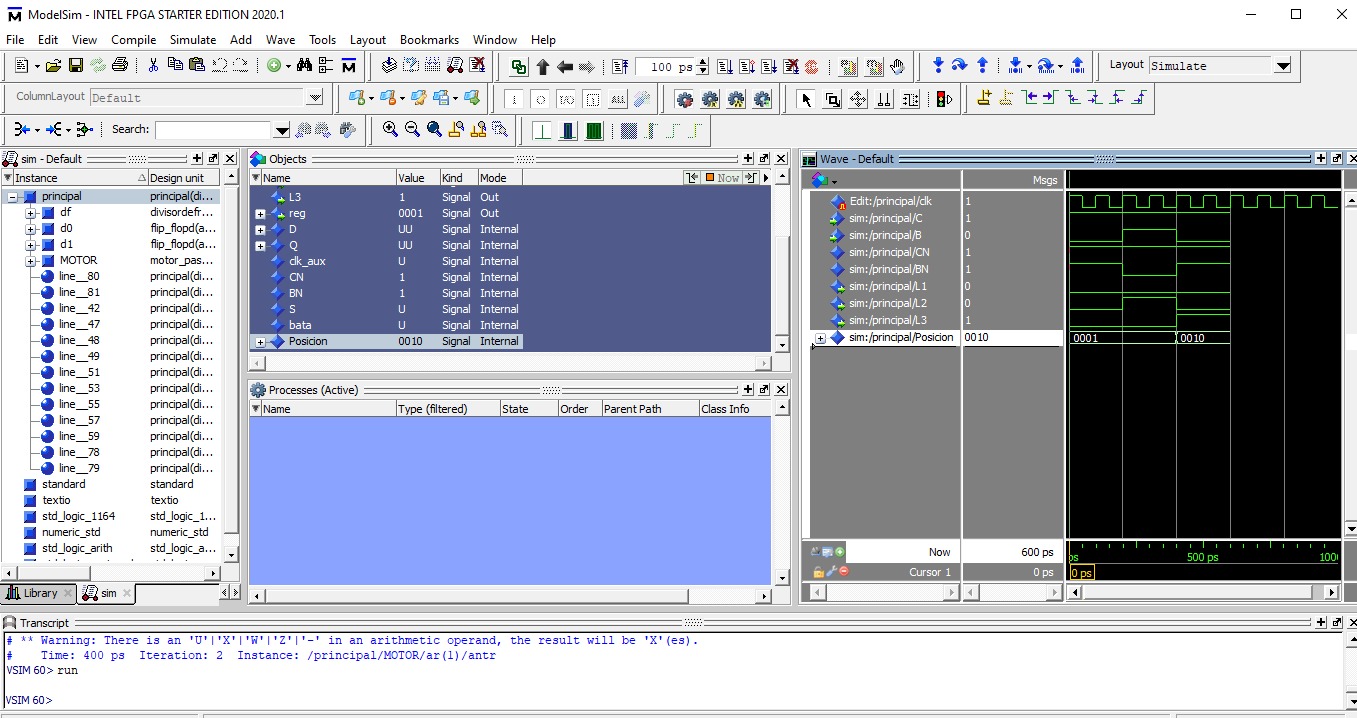 ModelSim - INTEL FPGA STARTER EDITION 2020.1
File Edit View Compile Simulate Add Wave Tools Layout Bookmarks Window Help
100 ps
Layout Simulate
ColumnLayout Default
ALL
Search:
sim - Default
Instance Design unit
principal principal(di...
df divisordefr...
d0 flip_flopd(a...
d1 flip_flopd(a...
MOTOR motor_pas...
line__80 principal(di...
line__81 principal(di...
line__42 principal(di...
line__47 principal(di...
line__48 principal(di...
line__49 principal(di...
line__51 principal(di...
line__53 principal(di...
line__55 principal(di...
line__57 principal(di...
line__59 principal(di...
line__78 principal(di...
line__79 principal(di...
standard standard
textio textio
std_logic_1164 std_logic_1...
numeric_std numeric_std
std_logic_arith std_logic_a...
Library sim
Objects
Name Value Kind Mode Now
L3 1 Signal Out
reg 0001 Signal Out
D UU Signal Internal
Q UU Signal Internal
clk_aux U Signal Internal
CN 1 Signal Internal
BN 1 Signal Internal
S U Signal Internal
bata U Signal Internal
Posicion 0010 Signal Internal
Processes (Active)
Name Type (filtered) State Order Parent Path Class Info
Wave - Default
Msgs
Edit:/principal/clk 1
sim:/principal/C 1
sim:/principal/B 0
sim:/principal/CN 1
sim:/principal/BN 1
sim:/principal/L1 0
sim:/principal/L2 0
sim:/principal/L3 1
sim:/principal/Posicion 0010 0001 0010
Now 600 ps ps 500 ps 100
Cursor 1 0 ps 0 ps
Transcript
# ** Warning: There is an 'U'|'X'|'W'|'Z'|'-' in an arithmetic operand, the result will be 'X'(es).
#    Time: 400 ps  Iteration: 2  Instance: /principal/MOTOR/ar(1)/antr
VSIM 60> run
VSIM 60>